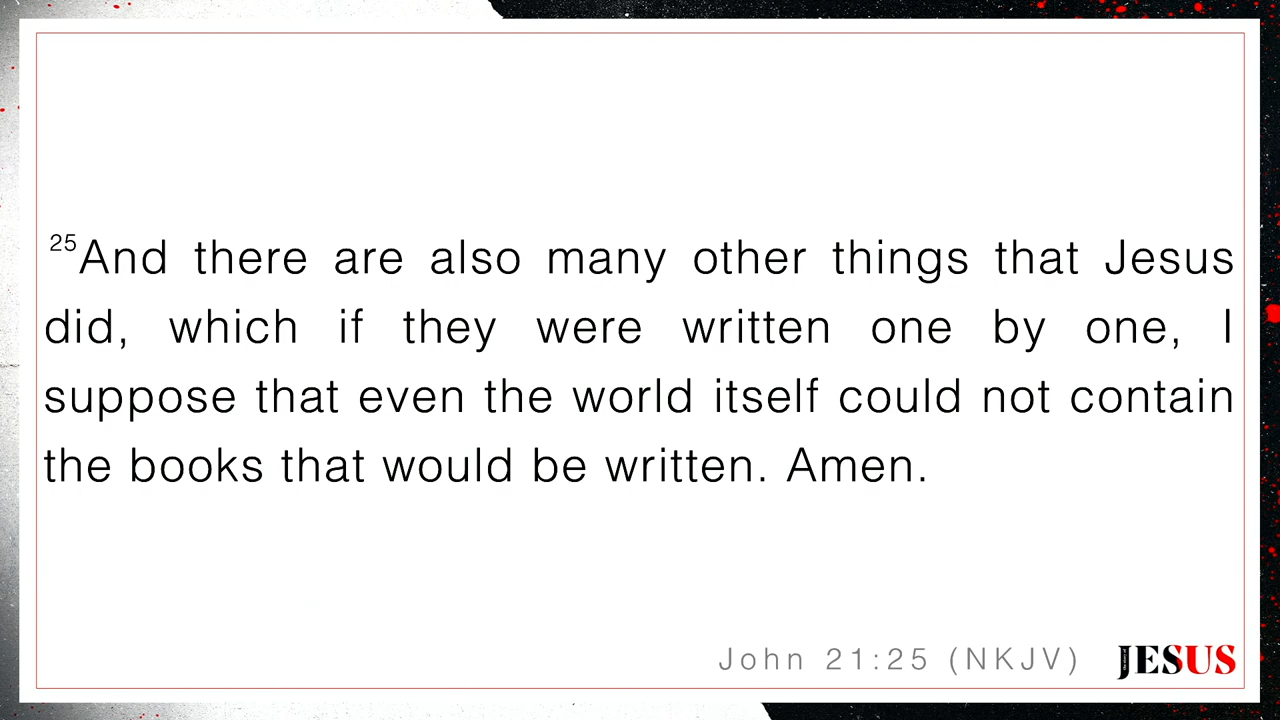 25And there are also many other things that Jesus
did, which if they were written one by one, I
suppose that even the world itself could not contain
the books that would be written. Amen.
John 21:25 (NKJV)
JESUS